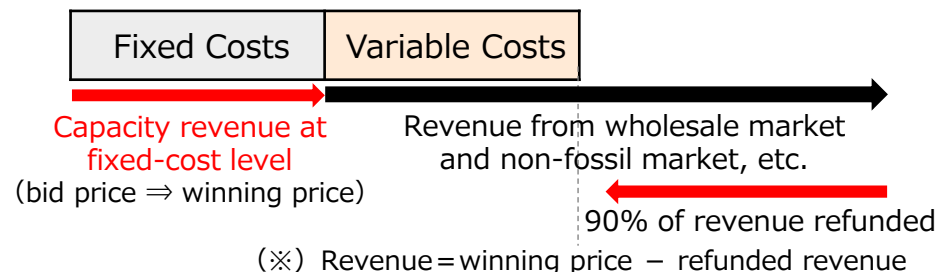 Fixed Costs
Variable Costs
Capacity revenue at
fixed-cost level
(bid price ⇒ winning price)
Revenue from wholesale market
and non-fossil market, etc.
90% of revenue refunded
(※) Revenue=winning price − refunded revenue